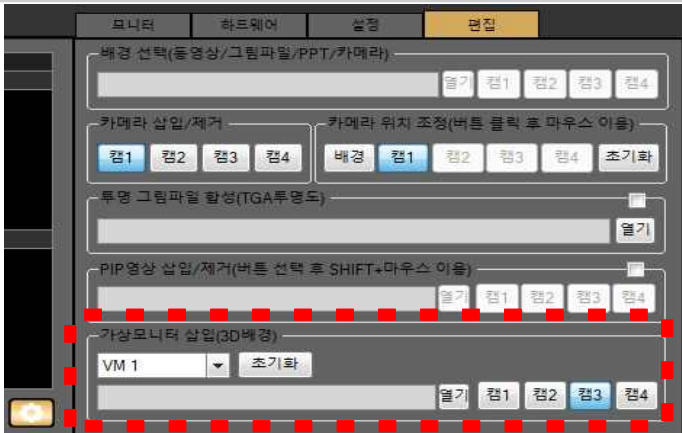 모니터 하드웨어 설정 편집
배경 선택(동영상/그림파일/PPT/카메라)
열기 캠1 캠2 캠3 캠4
카메라 삽입/제거 카메라 위치 조정(버튼 클릭 후 마우스 이용)
캠1 캠2 캠3 캠4 배경 캠1 캠2 캠3 캠4 초기화
투명 그림파일 합성(TGA투명도)
열기
PIP영상 삽입/제거(버튼 선택 후 SHIFT+마우스 이용)
열기 캠1 캠2 캠3 캠4
가상모니터 삽입(3D배경)
VM 1 초기화
열기 캠1 캠2 캠3 캠4